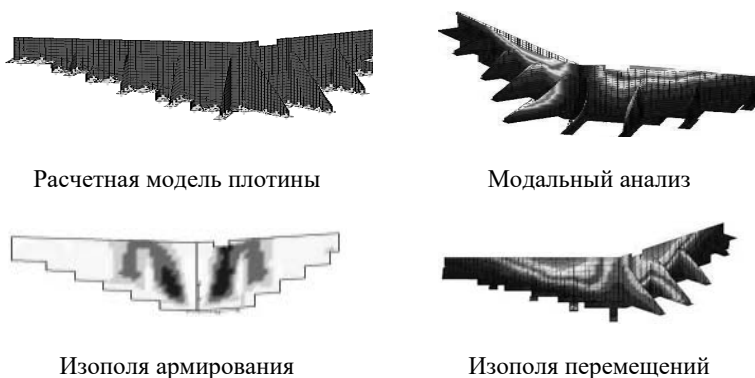 Расчетная модель плотины
Модальный анализ
Изополя армирования
Изополя перемещений